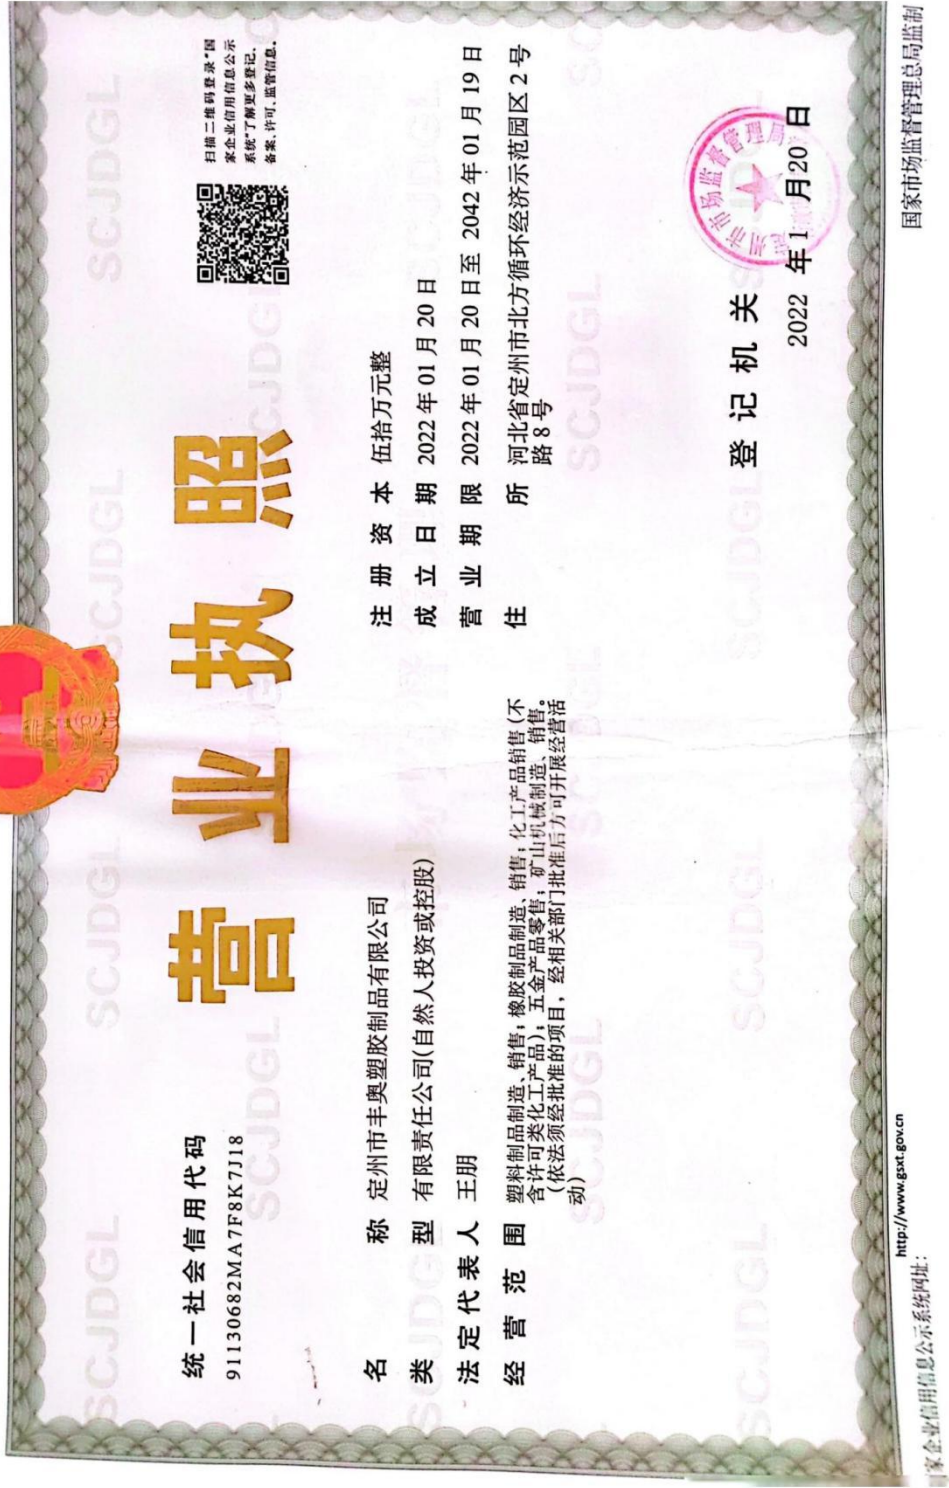 统一社会信用代码
91130682MA7F8K7J18
营业执照
扫描二维码登录“国
家企业信用信息公示
系统”了解更多登记、
备案、许可、监管信息。
名 称 定州市丰奥塑胶制品有限公司
类 型 有限责任公司(自然人投资或控股)
法定代表人 王朋
经营范围 塑料制品制造、销售；橡胶制品制造、销售；化工产品销售（不
含许可类化工产品）；五金产品零售；矿山机械制造、销售。
（依法须经批准的项目，经相关部门批准后方可开展经营活
动）
注册资本 伍拾万元整
成立日期 2022年01月20日
营业期限 2022年01月20日至2042年01月19日
住 所 河北省定州市北方循环经济示范园区2号
路8号
登记机关
定州市市场监督管理局
2022年1月20日
家企业信用信息公示系统网址：
http://www.gsxt.gov.cn
国家市场监督管理总局监制
SCJDGL